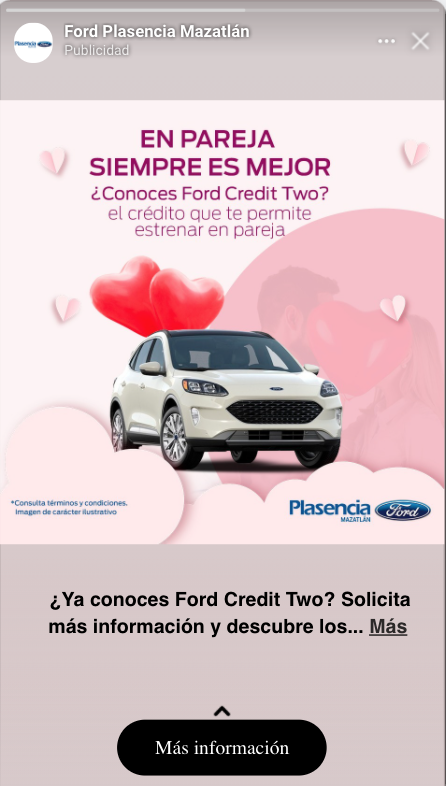 Ford Plasencia Mazatlán
Publicidad
EN PAREJA
SIEMPRE ES MEJOR
¿Conoces Ford Credit Two?
el crédito que te permite
estrenar en pareja
*Consulta términos y condiciones.
Imagen de carácter ilustrativo
Plasencia Ford
MAZATLÁN
¿Ya conoces Ford Credit Two? Solicita
más información y descubre los... Más
Más información